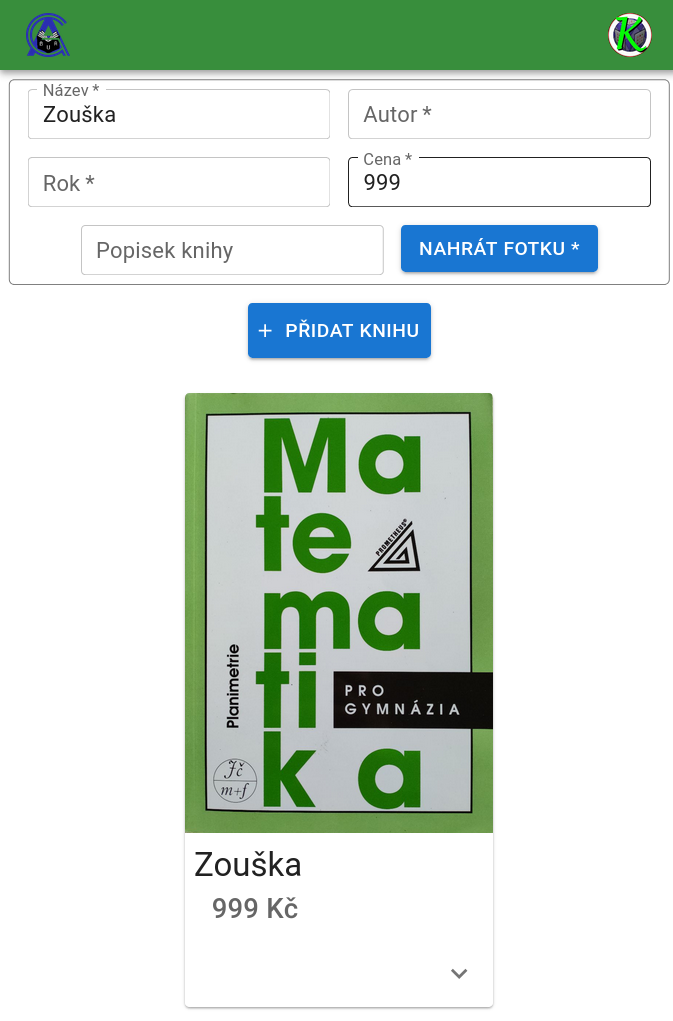 Název *
Zouška
Autor *
Rok *
Cena *
999
Popisek knihy
NAHRÁT FOTKU *
+ PŘIDAT KNIHU
Ma
te
ma
ti
ka
PROMETHEUS®
Planimetrie
PRO
GYMNÁZIA
Jč
m+f
Zouška
999 Kč